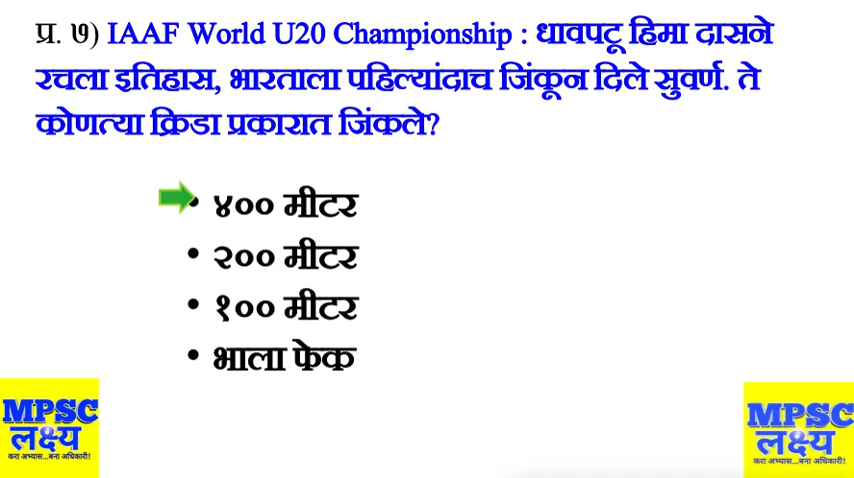 प्र. ७) IAAF World U20 Championship : धावपटू हिमा दासने
रचला इतिहास, भारताला पहिल्यांदाच जिंकून दिले सुवर्ण. ते
कोणत्या क्रिडा प्रकारात जिंकले?
• ४०० मीटर
• २०० मीटर
• १०० मीटर
• भाला फेक
MPSC
लक्ष्य
करा अभ्यास...बना अधिकारी!
MPSC
लक्ष्य
करा अभ्यास...बना अधिकारी!